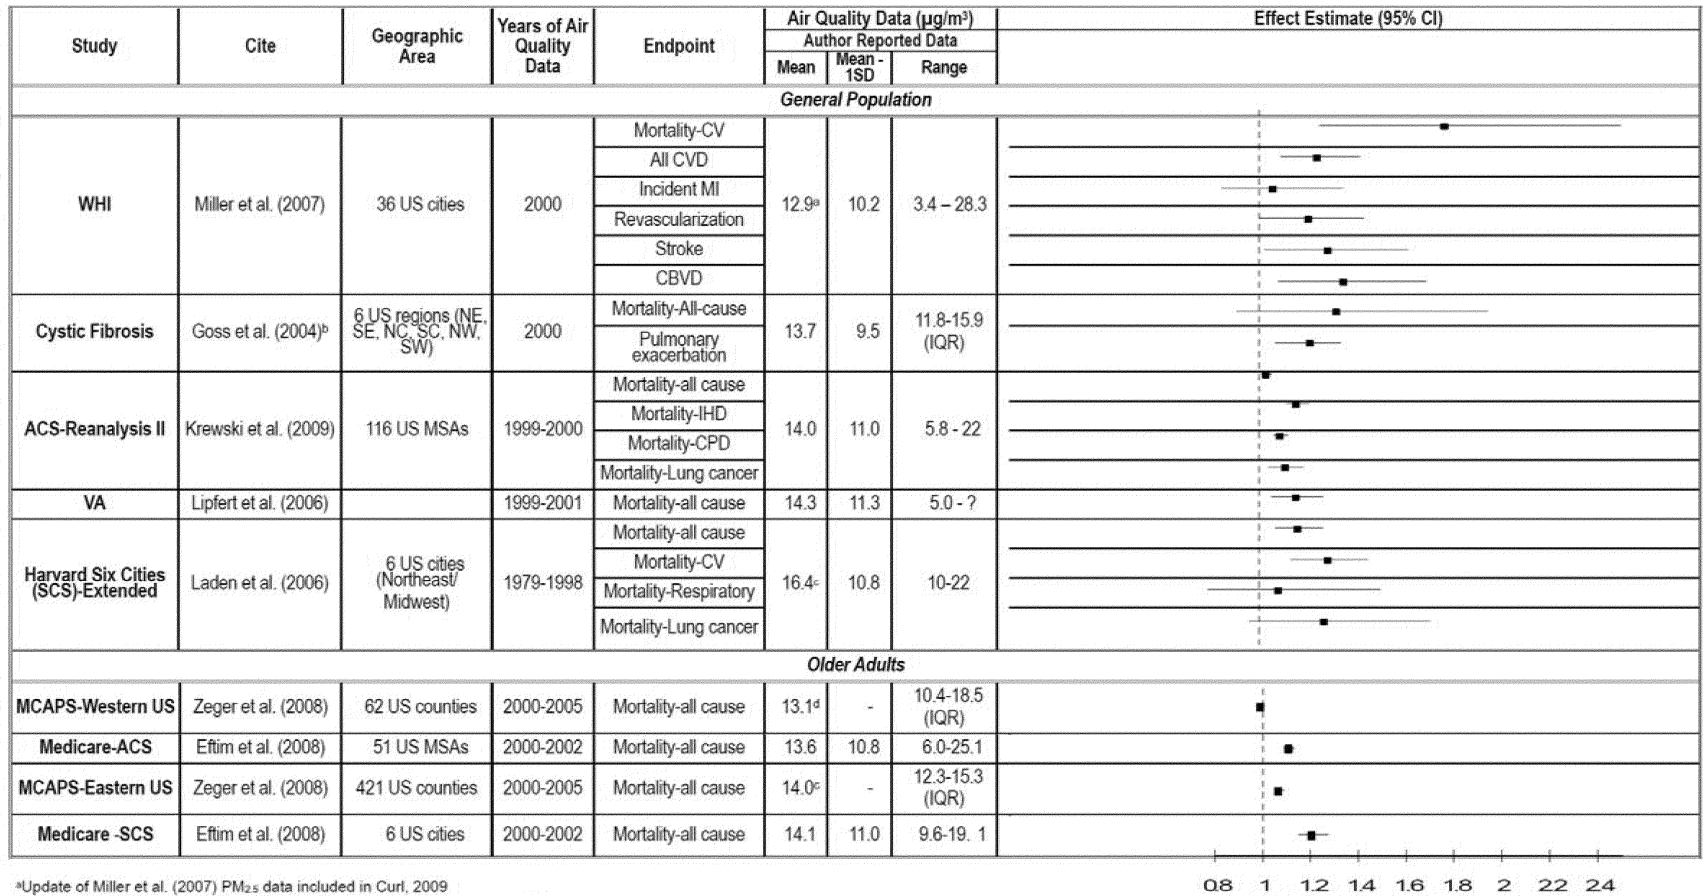 Study
Cite
Geographic
Area
Years of Air
Quality
Data
Endpoint
Air Quality Data (µg/m³)
Author Reported Data
Mean
Mean -
1SD
Range
Effect Estimate (95% CI)
General Population
WHI
Miller et al. (2007)
36 US cities
2000
Mortality-CV
All CVD
Incident MI
Revascularization
Stroke
CBVD
12.9ᵃ
10.2
3.4 – 28.3
Cystic Fibrosis
Goss et al. (2004)ᵇ
6 US regions (NE,
SE, NC, SC, NW,
SW)
2000
Mortality-All-cause
Pulmonary
exacerbation
13.7
9.5
11.8-15.9
(IQR)
ACS-Reanalysis II
Krewski et al. (2009)
116 US MSAs
1999-2000
Mortality-all cause
Mortality-IHD
Mortality-CPD
Mortality-Lung cancer
14.0
11.0
5.8 - 22
VA
Lipfert et al. (2006)
1999-2001
Mortality-all cause
14.3
11.3
5.0 - ?
Harvard Six Cities
(SCS)-Extended
Laden et al. (2006)
6 US cities
(Northeast/
Midwest)
1979-1998
Mortality-all cause
Mortality-CV
Mortality-Respiratory
Mortality-Lung cancer
16.4ᶜ
10.8
10-22
Older Adults
MCAPS-Western US
Zeger et al. (2008)
62 US counties
2000-2005
Mortality-all cause
13.1ᵈ
-
10.4-18.5
(IQR)
Medicare-ACS
Eftim et al. (2008)
51 US MSAs
2000-2002
Mortality-all cause
13.6
10.8
6.0-25.1
MCAPS-Eastern US
Zeger et al. (2008)
421 US counties
2000-2005
Mortality-all cause
14.0ᶜ
-
12.3-15.3
(IQR)
Medicare -SCS
Eftim et al. (2008)
6 US cities
2000-2002
Mortality-all cause
14.1
11.0
9.6-19. 1
0.8 1 1.2 1.4 1.6 1.8 2 2.2 2.4
ᵃUpdate of Miller et al. (2007) PM₂.₅ data included in Curl, 2009